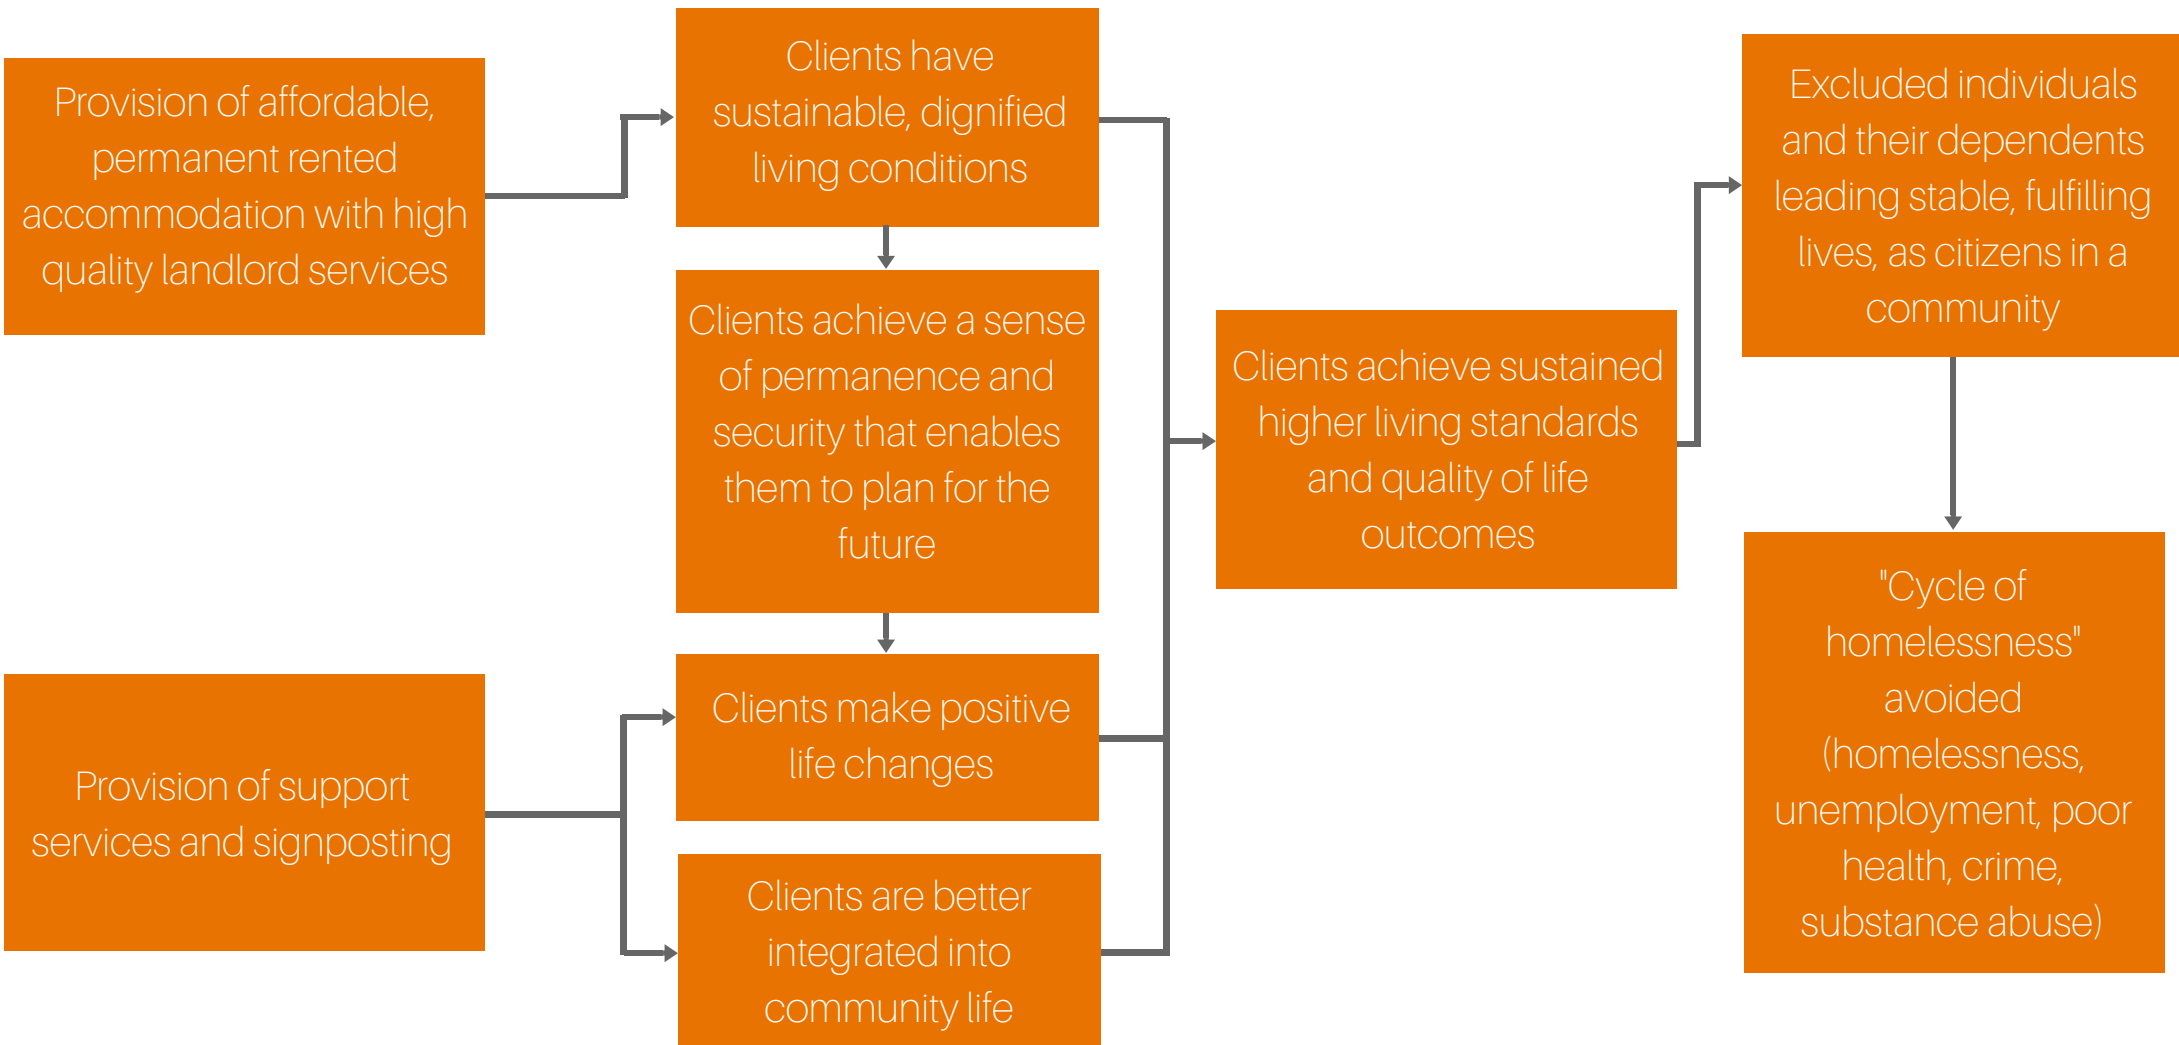 Provision of affordable,
permanent rented
accommodation with high
quality landlord services
Provision of support
services and signposting
Clients have
sustainable, dignified
living conditions
Clients achieve a sense
of permanence and
security that enables
them to plan for the
future
Clients make positive
life changes
Clients are better
integrated into
community life
Clients achieve sustained
higher living standards
and quality of life
outcomes
Excluded individuals
and their dependents
leading stable, fulfilling
lives, as citizens in a
community
"Cycle of
homelessness"
avoided
(homelessness,
unemployment, poor
health, crime,
substance abuse)